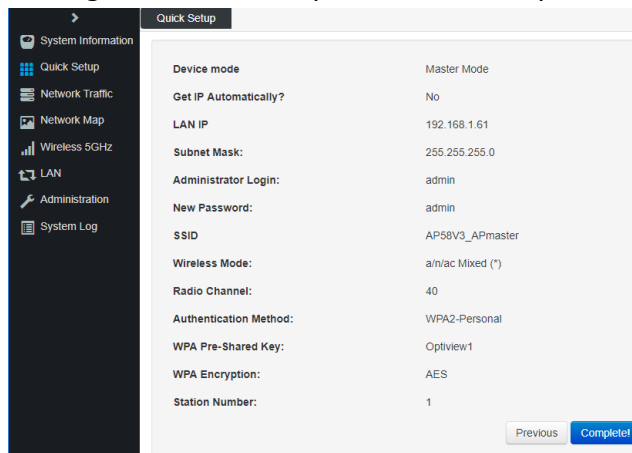 Quick Setup
System Information
Quick Setup
Network Traffic
Network Map
Wireless 5GHz
LAN
Administration
System Log
Device mode Master Mode
Get IP Automatically? No
LAN IP 192.168.1.61
Subnet Mask: 255.255.255.0
Administrator Login: admin
New Password: admin
SSID AP58V3_APmaster
Wireless Mode: a/n/ac Mixed (*)
Radio Channel: 40
Authentication Method: WPA2-Personal
WPA Pre-Shared Key: Optiview1
WPA Encryption: AES
Station Number: 1
Previous Complete!